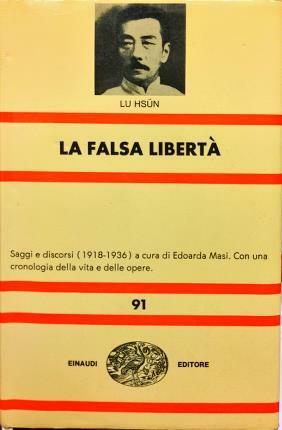 LU HSÜN
LA FALSA LIBERTÀ
Saggi e discorsi (1918-1936) a cura di Edoarda Masi. Con una
cronologia della vita e delle opere.
91
EINAUDI EDITORE